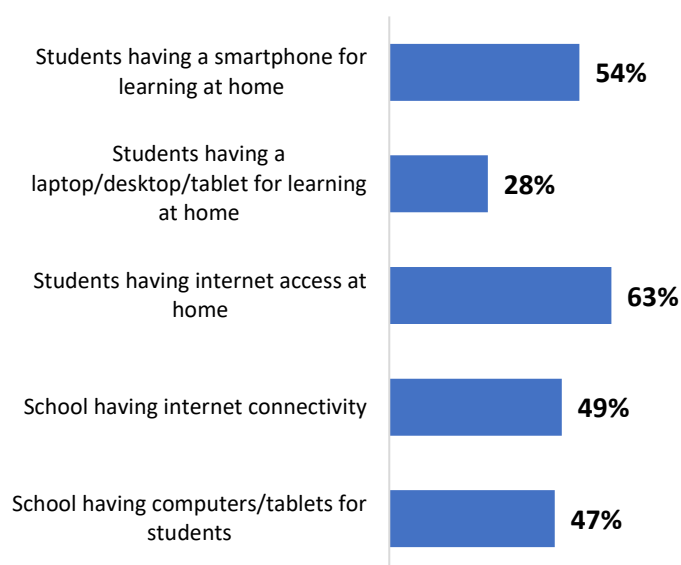 Students having a smartphone for
learning at home
54%
Students having a
laptop/desktop/tablet for learning
at home
28%
Students having internet access at
home
63%
School having internet connectivity
49%
School having computers/tablets for
students
47%